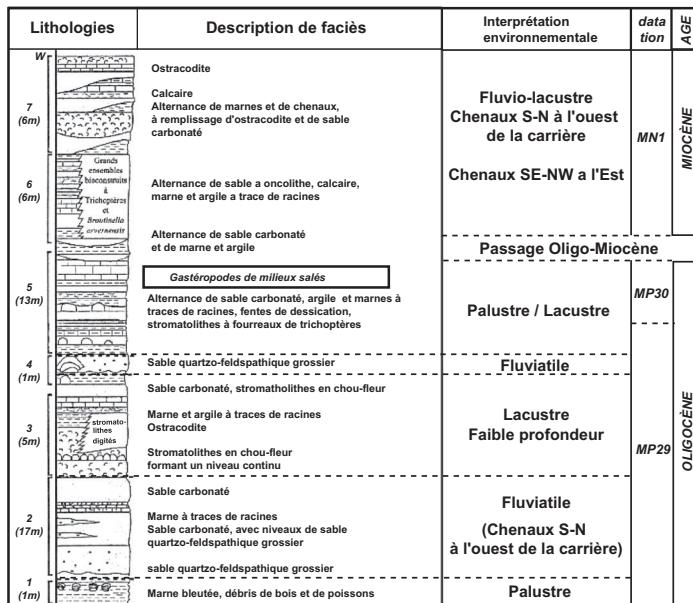 Lithologies
Description de faciès
Interprétation
environnementale
data
tion
AGE
W
7
(6m)
Ostracodite
Calcaire
Alternance de marnes et de chenaux,
à remplissage d'ostracodite et de sable
carbonaté
Fluvio-lacustre
Chenaux S-N à l'ouest
de la carrière
Chenaux SE-NW a l'Est
MN1
MIOCÈNE
6
(6m)
Grands
ensembles
bioconstruits
à
Trichoptères
et
Broutinella
arvernensis
Alternance de sable a oncolithe, calcaire,
marne et argile a trace de racines
Alternance de sable carbonaté
et de marne et argile
Passage Oligo-Miocène
5
(13m)
Gastéropodes de milieux salés
Alternance de sable carbonaté, argile et marnes à
traces de racines, fentes de dessication,
stromatolithes à fourreaux de trichoptères
Palustre / Lacustre
MP30
4
(1m)
Sable quartzo-feldspathique grossier
Fluviatile
OLIGOCÈNE
3
(5m)
stromato-
lithes
digités
Sable carbonaté, stromatholithes en chou-fleur
Marne et argile à traces de racines
Ostracodite
Stromatolithes en chou-fleur
formant un niveau continu
Lacustre
Faible profondeur
MP29
2
(17m)
Sable carbonaté
Marne à traces de racines
Sable carbonaté, avec niveaux de sable
quartzo-feldspathique grossier
sable quartzo-feldspathique grossier
Fluviatile
(Chenaux S-N
à l'ouest de la carrière)
1
(1m)
Marne bleutée, débris de bois et de poissons
Palustre